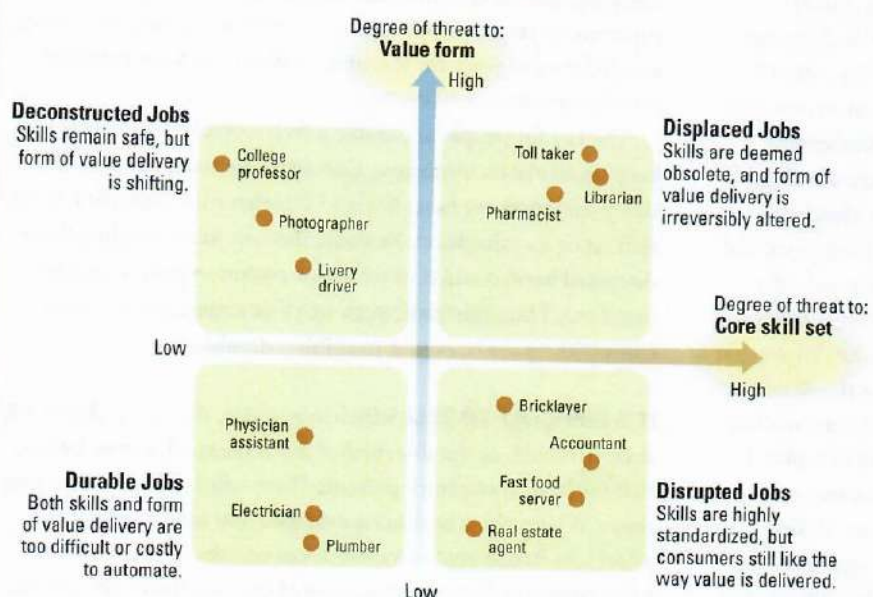 Degree of threat to:
Value form
High
Deconstructed Jobs
Skills remain safe, but
form of value delivery
is shifting.
College
professor
Photographer
Livery
driver
Toll taker
Librarian
Pharmacist
Displaced Jobs
Skills are deemed
obsolete, and form of
value delivery is
irreversibly altered.
Degree of threat to:
Core skill set
Low
High
Physician
assistant
Electrician
Plumber
Durable Jobs
Both skills and form
of value delivery are
too difficult or costly
to automate.
Bricklayer
Accountant
Fast food
server
Real estate
agent
Disrupted Jobs
Skills are highly
standardized, but
consumers still like the
way value is delivered.
Low